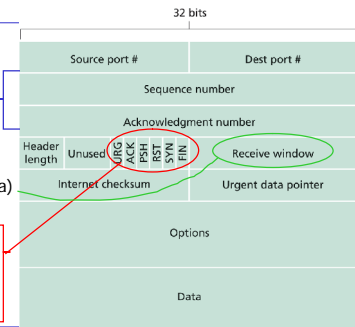 32 bits
Source port # Dest port #
Sequence number
Acknowledgment number
Header length Unused URG ACK PSH RST SYN FIN Receive window
a) Internet checksum Urgent data pointer
Options
Data